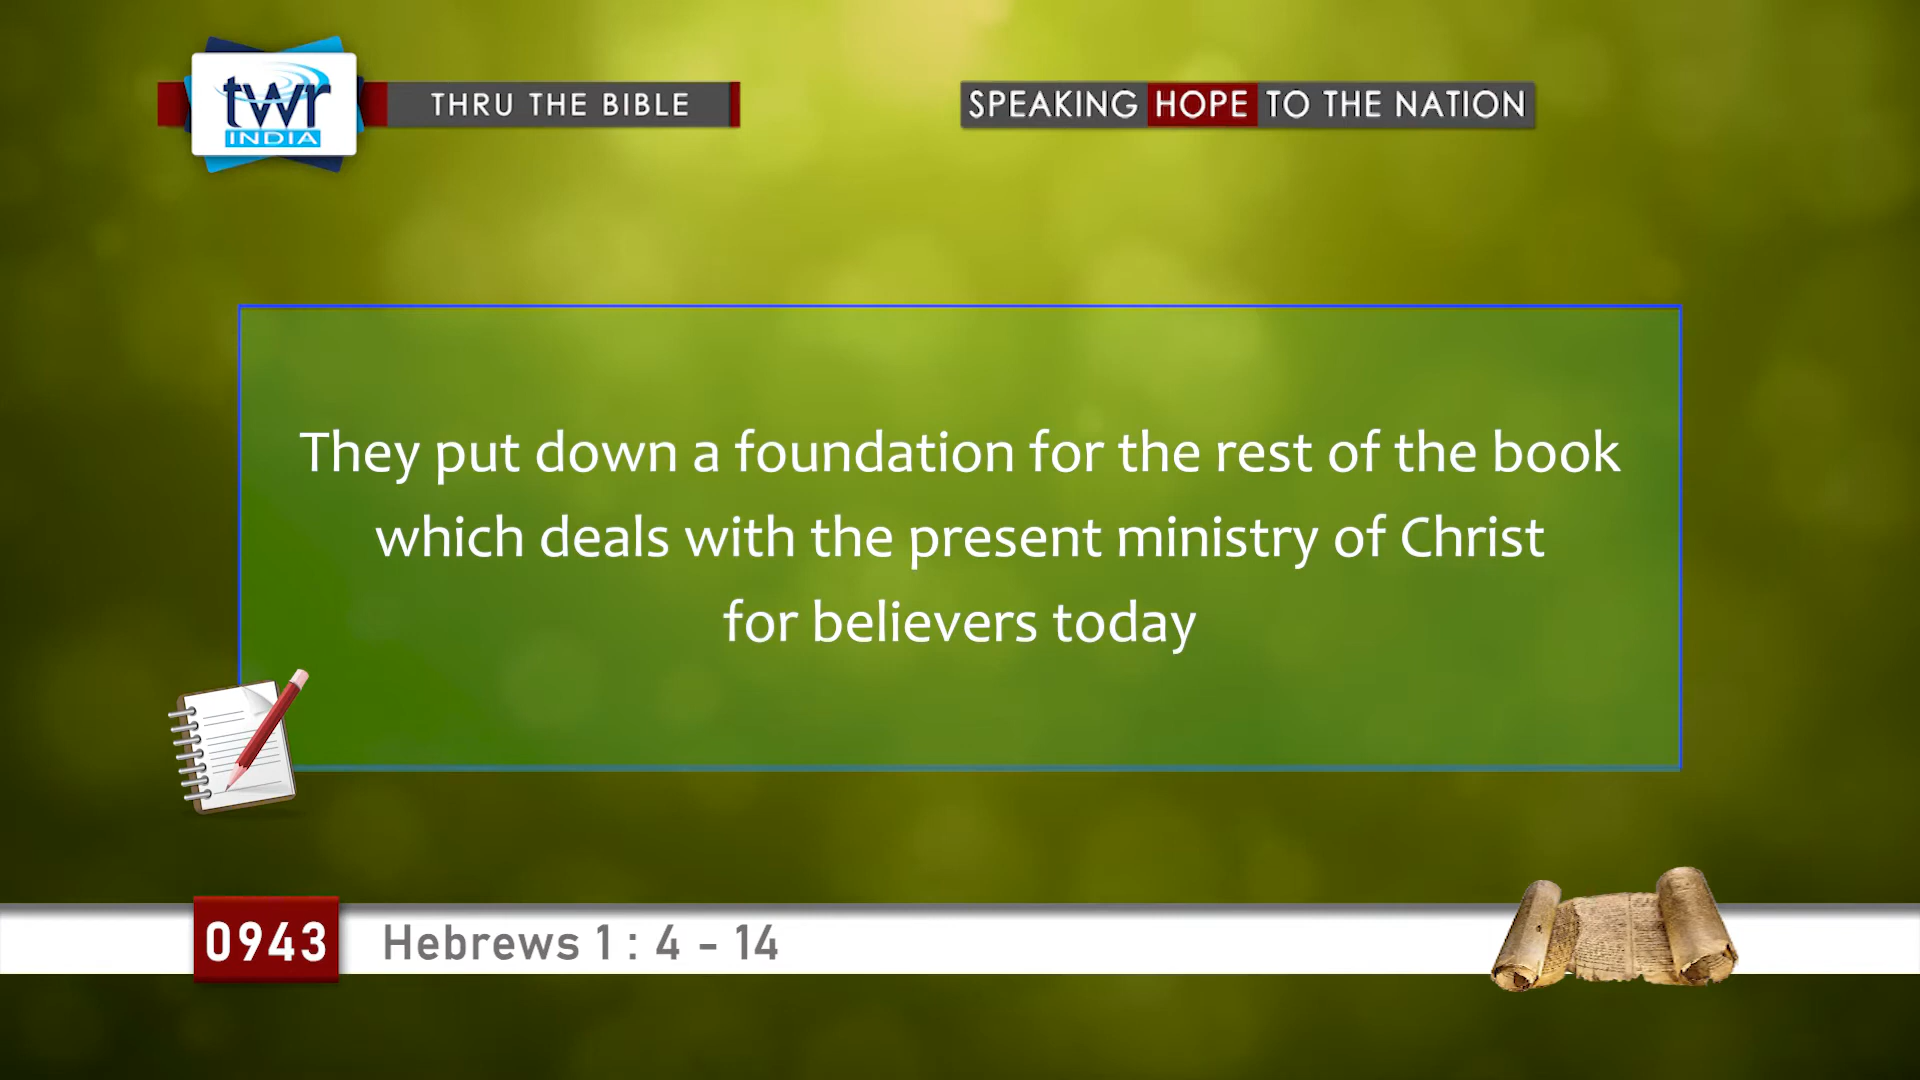 twr
INDIA
THRU THE BIBLE
SPEAKING HOPE TO THE NATION
They put down a foundation for the rest of the book
which deals with the present ministry of Christ
for believers today
0943
Hebrews 1 : 4 - 14